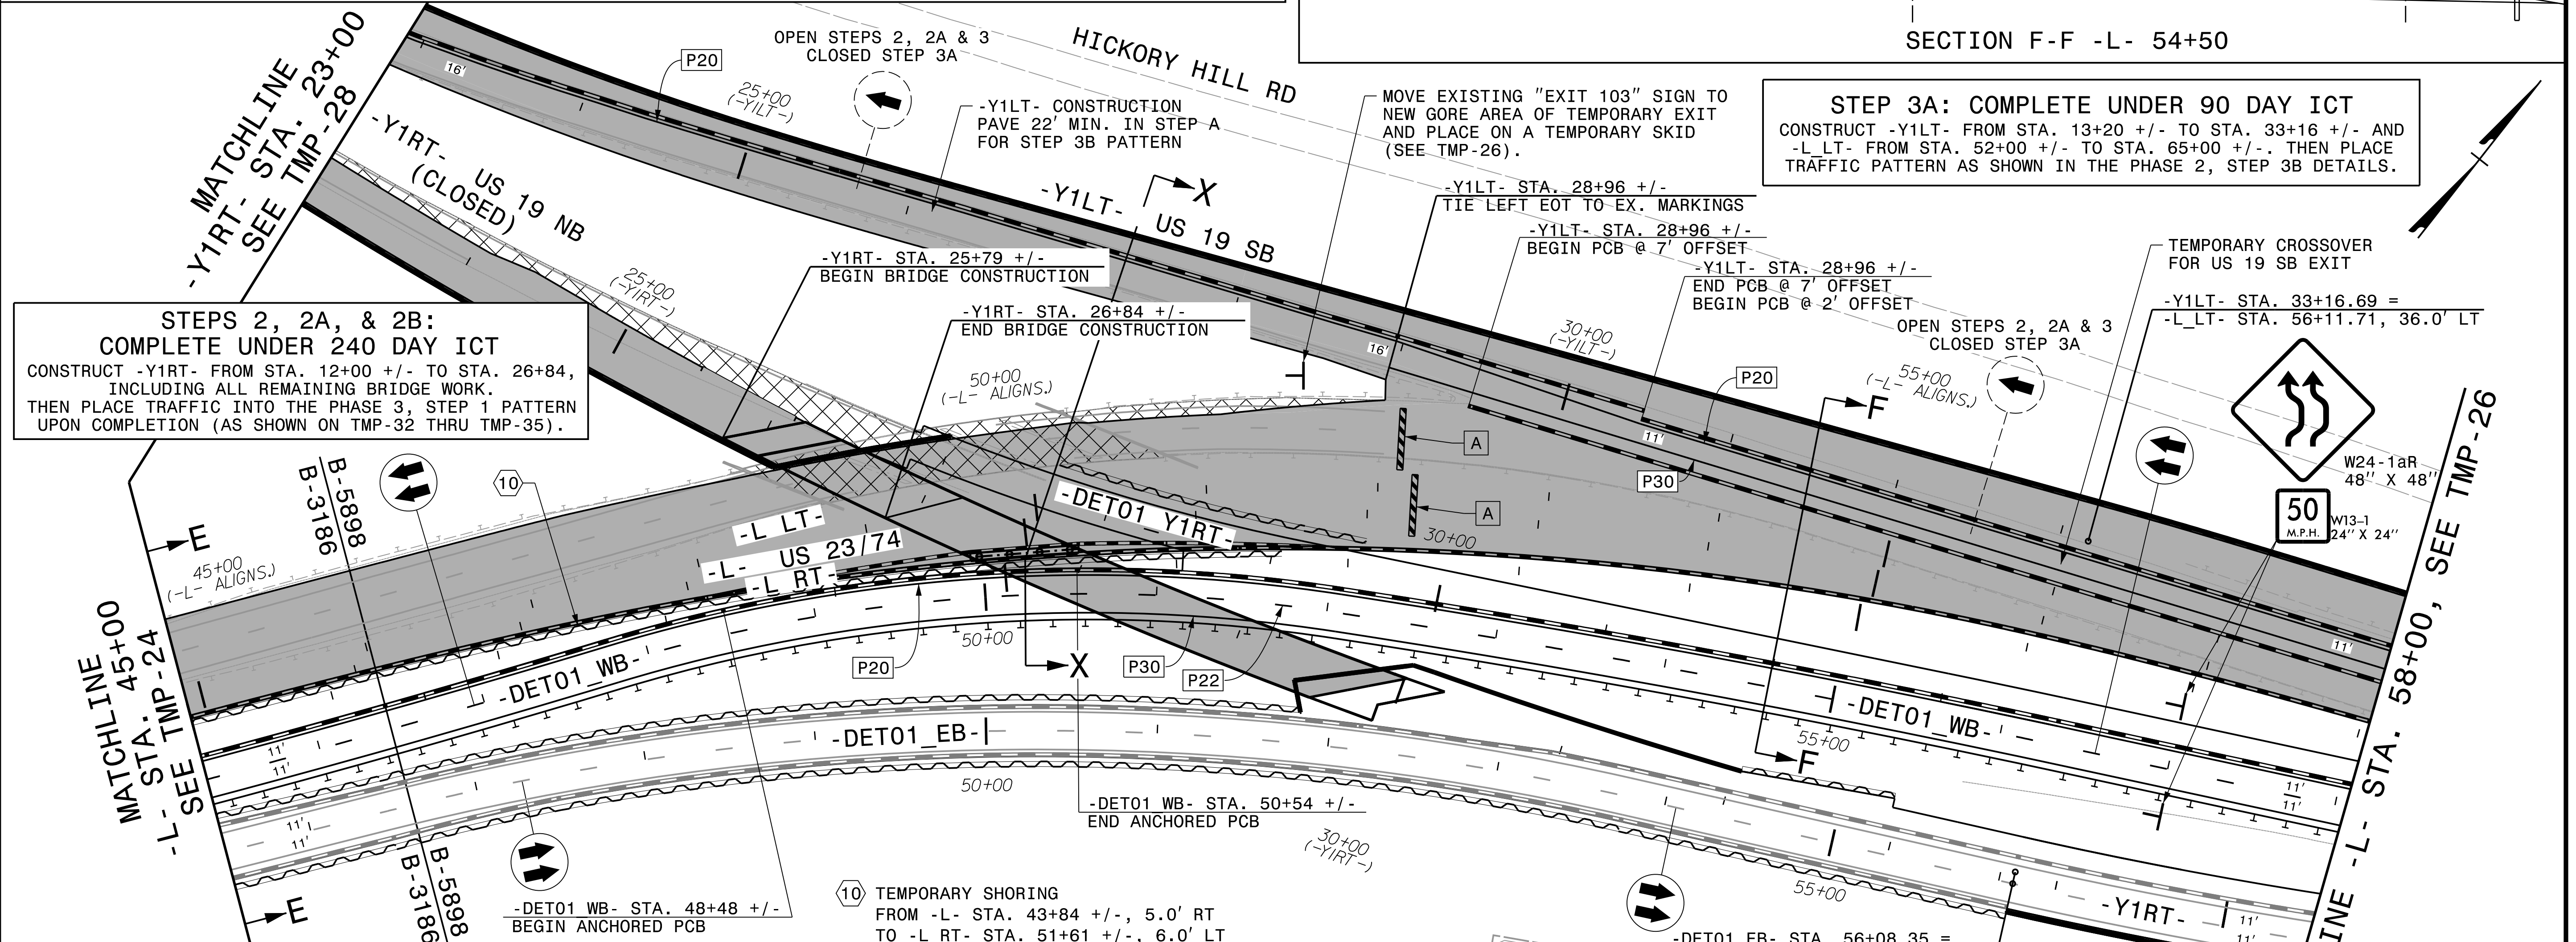 SECTION F-F -L- 54+50
MATCHLINE
-Y1RT- STA. 23+00
SEE TMP-28
16'
P20
25+00
(-Y1LT-)
OPEN STEPS 2, 2A & 3
CLOSED STEP 3A
HICKORY HILL RD
-Y1LT- CONSTRUCTION
PAVE 22' MIN. IN STEP A
FOR STEP 3B PATTERN
MOVE EXISTING "EXIT 103" SIGN TO
NEW GORE AREA OF TEMPORARY EXIT
AND PLACE ON A TEMPORARY SKID
(SEE TMP-26).
STEP 3A: COMPLETE UNDER 90 DAY ICT
CONSTRUCT -Y1LT- FROM STA. 13+20 +/- TO STA. 33+16 +/- AND
-L_LT- FROM STA. 52+00 +/- TO STA. 65+00 +/-. THEN PLACE
TRAFFIC PATTERN AS SHOWN IN THE PHASE 2, STEP 3B DETAILS.
-Y1RT-
US 19 NB
(CLOSED)
-Y1LT-
US 19 SB
X
-Y1LT- STA. 28+96 +/-
TIE LEFT EOT TO EX. MARKINGS
-Y1LT- STA. 28+96 +/-
BEGIN PCB @ 7' OFFSET
-Y1LT- STA. 28+96 +/-
END PCB @ 7' OFFSET
BEGIN PCB @ 2' OFFSET
TEMPORARY CROSSOVER
FOR US 19 SB EXIT
-Y1LT- STA. 33+16.69 =
-L_LT- STA. 56+11.71, 36.0' LT
25+00
(-Y1RT-)
-Y1RT- STA. 25+79 +/-
BEGIN BRIDGE CONSTRUCTION
-Y1RT- STA. 26+84 +/-
END BRIDGE CONSTRUCTION
STEPS 2, 2A, & 2B:
COMPLETE UNDER 240 DAY ICT
CONSTRUCT -Y1RT- FROM STA. 12+00 +/- TO STA. 26+84,
INCLUDING ALL REMAINING BRIDGE WORK.
THEN PLACE TRAFFIC INTO THE PHASE 3, STEP 1 PATTERN
UPON COMPLETION (AS SHOWN ON TMP-32 THRU TMP-35).
50+00
(-L- ALIGNS.)
16'
30+00
(-Y1LT-)
P20
11'
OPEN STEPS 2, 2A & 3
CLOSED STEP 3A
55+00
(-L- ALIGNS.)
F
A
A
P30
W24-1aR
48" X 48"
50
M.P.H.
W13-1
24" X 24"
B-5898
B-3186
10
E
45+00
(-L- ALIGNS.)
-L LT-
-L- US 23/74
-L RT-
-DET01 Y1RT-
30+00
11'
MATCHLINE
-L- STA. 45+00
SEE TMP-24
-DET01 WB-
P20
50+00
X
P30
P22
-DET01_WB-
-DET01_EB-
50+00
55+00
F
11'
11'
11'
11'
11'
11'
LINE -L- STA. 58+00, SEE TMP-26
B-5898
B-3186
E
-DET01 WB- STA. 48+48 +/-
BEGIN ANCHORED PCB
-DET01 WB- STA. 50+54 +/-
END ANCHORED PCB
30+00
(-Y1RT-)
55+00
-Y1RT-
11'
11'
10 TEMPORARY SHORING
FROM -L- STA. 43+84 +/-, 5.0' RT
TO -L RT- STA. 51+61 +/-, 6.0' LT
-DET01 EB- STA. 56+08.35 =